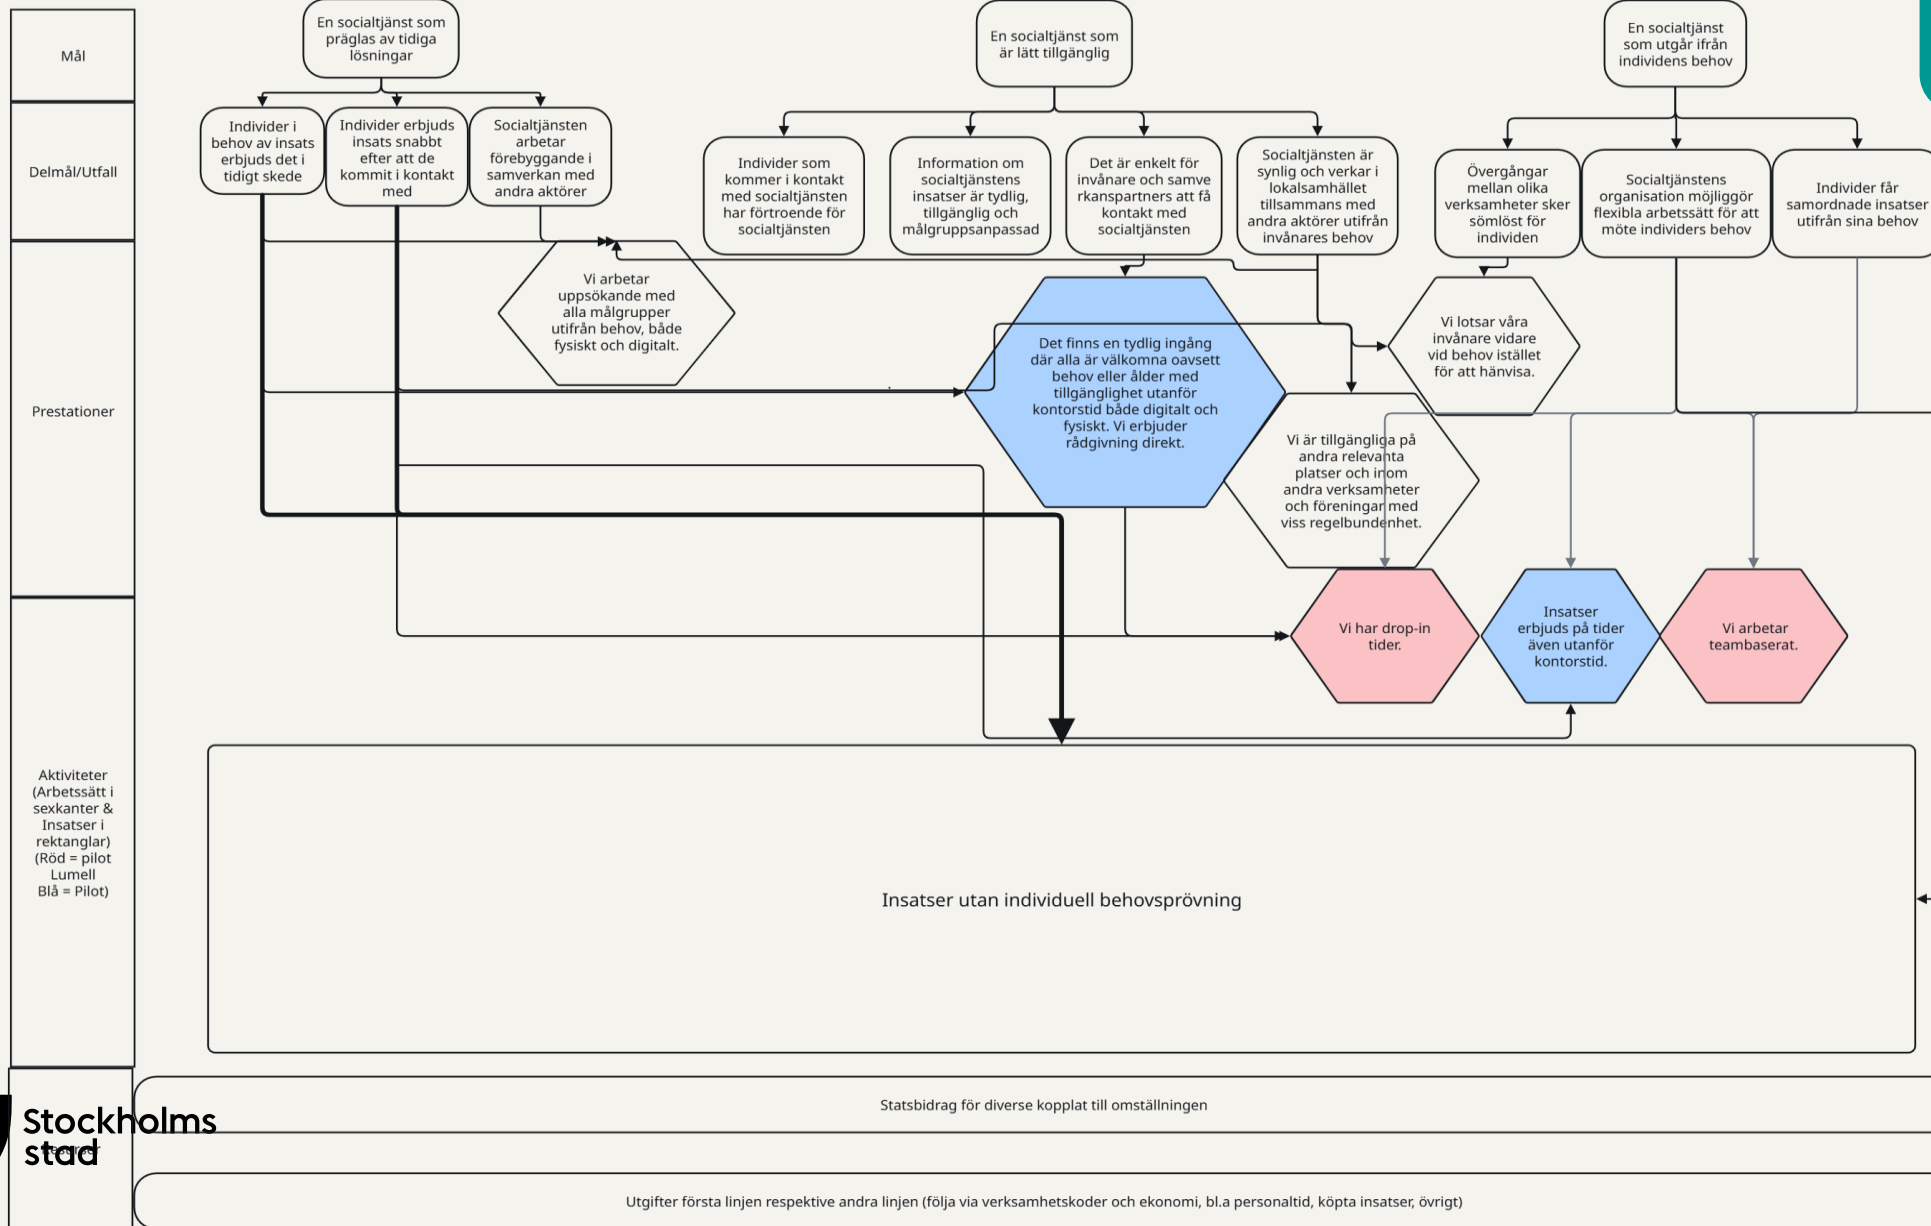 Mål
En socialtjänst som
präglas av tidiga
lösningar
En socialtjänst som
är lätt tillgänglig
En socialtjänst
som utgår ifrån
individens behov
Delmål/Utfall
Individer i
behov av insats
erbjuds det i
tidigt skede
Individer erbjuds
insats snabbt
efter att de
kommit i kontakt
med
Socialtjänsten
arbetar
förebyggande i
samverkan med
andra aktörer
Individer som
kommer i kontakt
med socialtjänsten
har förtroende för
socialtjänsten
Information om
socialtjänstens
insatser är tydlig,
tillgänglig och
målgruppsanpassad
Det är enkelt för
invånare och samve
rkanspartners att få
kontakt med
socialtjänsten
Socialtjänsten är
synlig och verkar i
lokalsamhället
tillsammans med
andra aktörer utifrån
invånares behov
Övergångar
mellan olika
verksamheter sker
sömlöst för
individen
Socialtjänstens
organisation möjliggör
flexibla arbetssätt för att
möte individers behov
Individer får
samordnade insatser
utifrån sina behov
Prestationer
Vi arbetar
uppsökande med
alla målgrupper
utifrån behov, både
fysiskt och digitalt.
Det finns en tydlig ingång
där alla är välkomna oavsett
behov eller ålder med
tillgänglighet utanför
kontorstid både digitalt och
fysiskt. Vi erbjuder
rådgivning direkt.
Vi lotsar våra
invånare vidare
vid behov istället
för att hänvisa.
Vi är tillgängliga på
andra relevanta
platser och inom
andra verksamheter
och föreningar med
viss regelbundenhet.
Vi har drop-in
tider.
Insatser
erbjuds på tider
även utanför
kontorstid.
Vi arbetar
teambaserat.
Aktiviteter
(Arbetssätt i
sexkanter &
Insatser i
rektanglar)
(Röd = pilot
Lumell
Blå = Pilot)
Insatser utan individuell behovsprövning
Statsbidrag för diverse kopplat till omställningen
Stockholms
stad
Utgifter första linjen respektive andra linjen (följa via verksamhetskoder och ekonomi, bl.a personaltid, köpta insatser, övrigt)